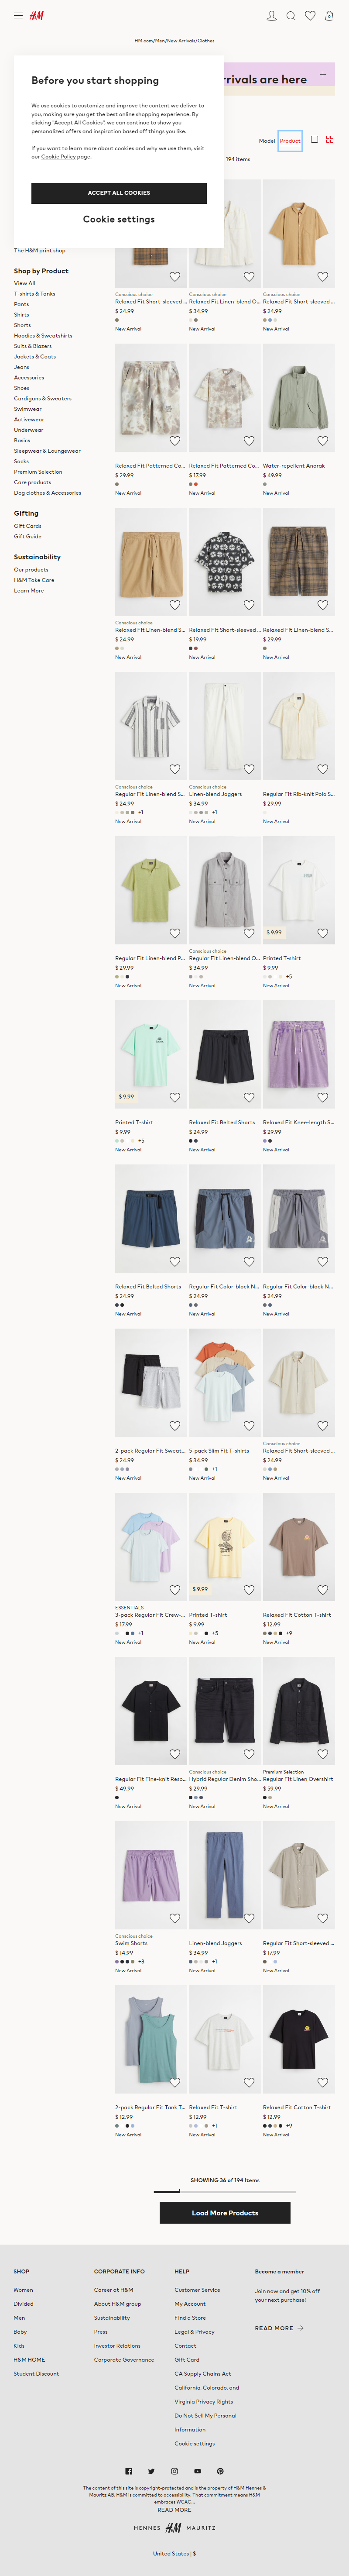 H&M
0
HM.com/Men/New Arrivals/Clothes
Before you start shopping
We use cookies to customize and improve the content we deliver to
you so you're ensured to get the best online shopping experience. By
clicking "Accept All Cookies", we can continue to show you
personalized offers and inspiration based off things you like.
If you want to learn more about cookies and why we use them, visit
our Cookie Policy page.
ACCEPT ALL COOKIES
Cookie settings
rivals are here
Model
Product
194 items
The H&M print shop
Shop by Product
View All
T-shirts & Tanks
Pants
Shirts
Shorts
Hoodies & Sweatshirts
Suits & Blazers
Jackets & Coats
Jeans
Accessories
Shoes
Cardigans & Sweaters
Swimwear
Activewear
Underwear
Basics
Sleepwear & Loungewear
Socks
Premium Selection
Care products
Dog clothes & Accessories
Gifting
Gift Cards
Gift Guide
Sustainability
Our products
H&M Take Care
Learn More
Conscious choice
Relaxed Fit Short-sleeved ...
$ 24.99
New Arrival
Conscious choice
Relaxed Fit Linen-blend O...
$ 34.99
New Arrival
Conscious choice
Relaxed Fit Short-sleeved ...
$ 24.99
New Arrival
Relaxed Fit Patterned Co...
$ 29.99
New Arrival
Relaxed Fit Patterned Co...
$ 17.99
New Arrival
Water-repellent Anorak
$ 49.99
New Arrival
Conscious choice
Relaxed Fit Linen-blend S...
$ 24.99
New Arrival
Relaxed Fit Short-sleeved ...
$ 19.99
New Arrival
Relaxed Fit Linen-blend S...
$ 29.99
New Arrival
Conscious choice
Regular Fit Linen-blend S...
$ 24.99
+1
New Arrival
Conscious choice
Linen-blend Joggers
$ 34.99
+1
New Arrival
Regular Fit Rib-knit Polo S...
$ 29.99
New Arrival
Regular Fit Linen-blend P...
$ 29.99
New Arrival
Conscious choice
Regular Fit Linen-blend O...
$ 34.99
New Arrival
$ 9.99
Printed T-shirt
$ 9.99
+5
New Arrival
$ 9.99
Printed T-shirt
$ 9.99
+5
New Arrival
Relaxed Fit Belted Shorts
$ 24.99
New Arrival
Relaxed Fit Knee-length S...
$ 29.99
New Arrival
Relaxed Fit Belted Shorts
$ 24.99
New Arrival
Regular Fit Color-block N...
$ 24.99
New Arrival
Regular Fit Color-block N...
$ 24.99
New Arrival
2-pack Regular Fit Sweat...
$ 24.99
New Arrival
5-pack Slim Fit T-shirts
$ 34.99
+1
New Arrival
Conscious choice
Regular Fit Short-sleeved ...
$ 24.99
New Arrival
ESSENTIALS
3-pack Regular Fit Crew-...
$ 17.99
+1
New Arrival
$ 9.99
Printed T-shirt
$ 9.99
+5
New Arrival
Relaxed Fit Cotton T-shirt
$ 12.99
+9
New Arrival
Regular Fit Fine-knit Reso...
$ 49.99
New Arrival
Conscious choice
Hybrid Regular Denim Sho...
$ 29.99
New Arrival
Premium Selection
Regular Fit Linen Overshirt
$ 59.99
New Arrival
Conscious choice
Swim Shorts
$ 14.99
+3
New Arrival
Linen-blend Joggers
$ 34.99
+1
New Arrival
Regular Fit Short-sleeved ...
$ 17.99
New Arrival
2-pack Regular Fit Tank T...
$ 12.99
New Arrival
Relaxed Fit T-shirt
$ 12.99
+1
New Arrival
Relaxed Fit Cotton T-shirt
$ 12.99
+9
New Arrival
SHOWING 36 of 194 Items
Load More Products
SHOP
Women
Divided
Men
Baby
Kids
H&M HOME
Student Discount
CORPORATE INFO
Career at H&M
About H&M group
Sustainability
Press
Investor Relations
Corporate Governance
HELP
Customer Service
My Account
Find a Store
Legal & Privacy
Contact
Gift Card
CA Supply Chains Act
California, Colorado, and
Virginia Privacy Rights
Do Not Sell My Personal
Information
Cookie settings
Become a member
Join now and get 10% off
your next purchase!
READ MORE
The content of this site is copyright-protected and is the property of H&M Hennes &
Mauritz AB. H&M is committed to accessibility. That commitment means H&M
embraces WCAG...
READ MORE
HENNES H&M MAURITZ
United States | $